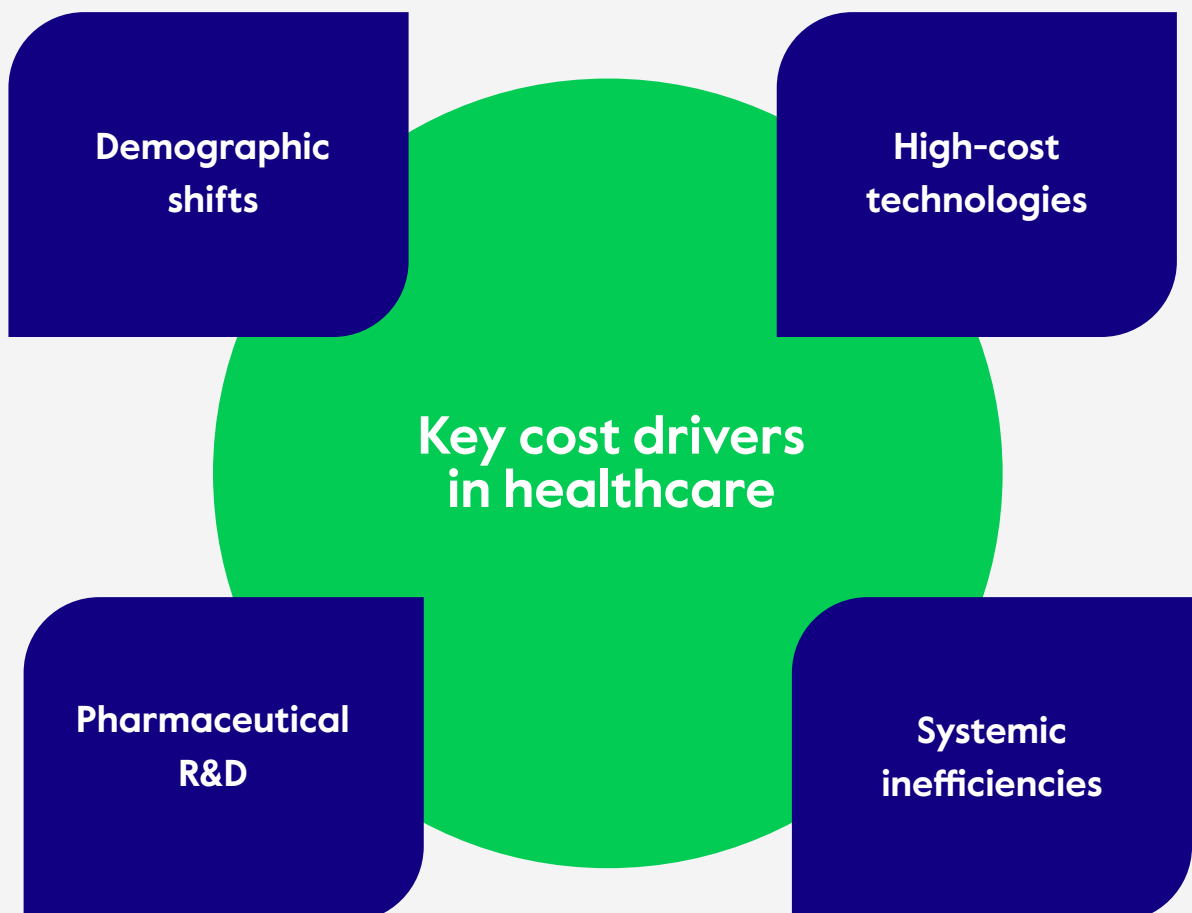 Demographic
shifts
High-cost
technologies
Key cost drivers
in healthcare
Pharmaceutical
R&D
Systemic
inefficiencies